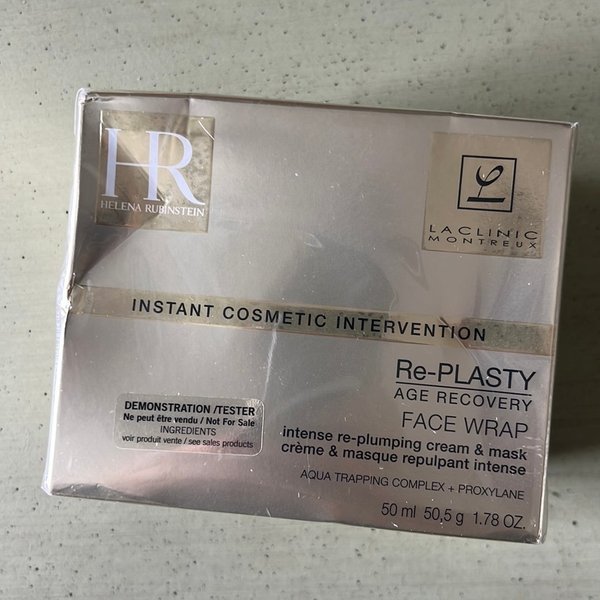 HR
HELENA RUBINSTEIN
LACLINIC
MONTREUX
INSTANT COSMETIC INTERVENTION
Re-PLASTY
AGE RECOVERY
FACE WRAP
intense re-plumping cream & mask
crème & masque repulpant intense
AQUA TRAPPING COMPLEX + PROXYLANE
50 ml 50,5 g 1.78 OZ.
DEMONSTRATION /TESTER
Ne peut être vendu / Not For Sale
INGREDIENTS
voir produit vente / see sales products